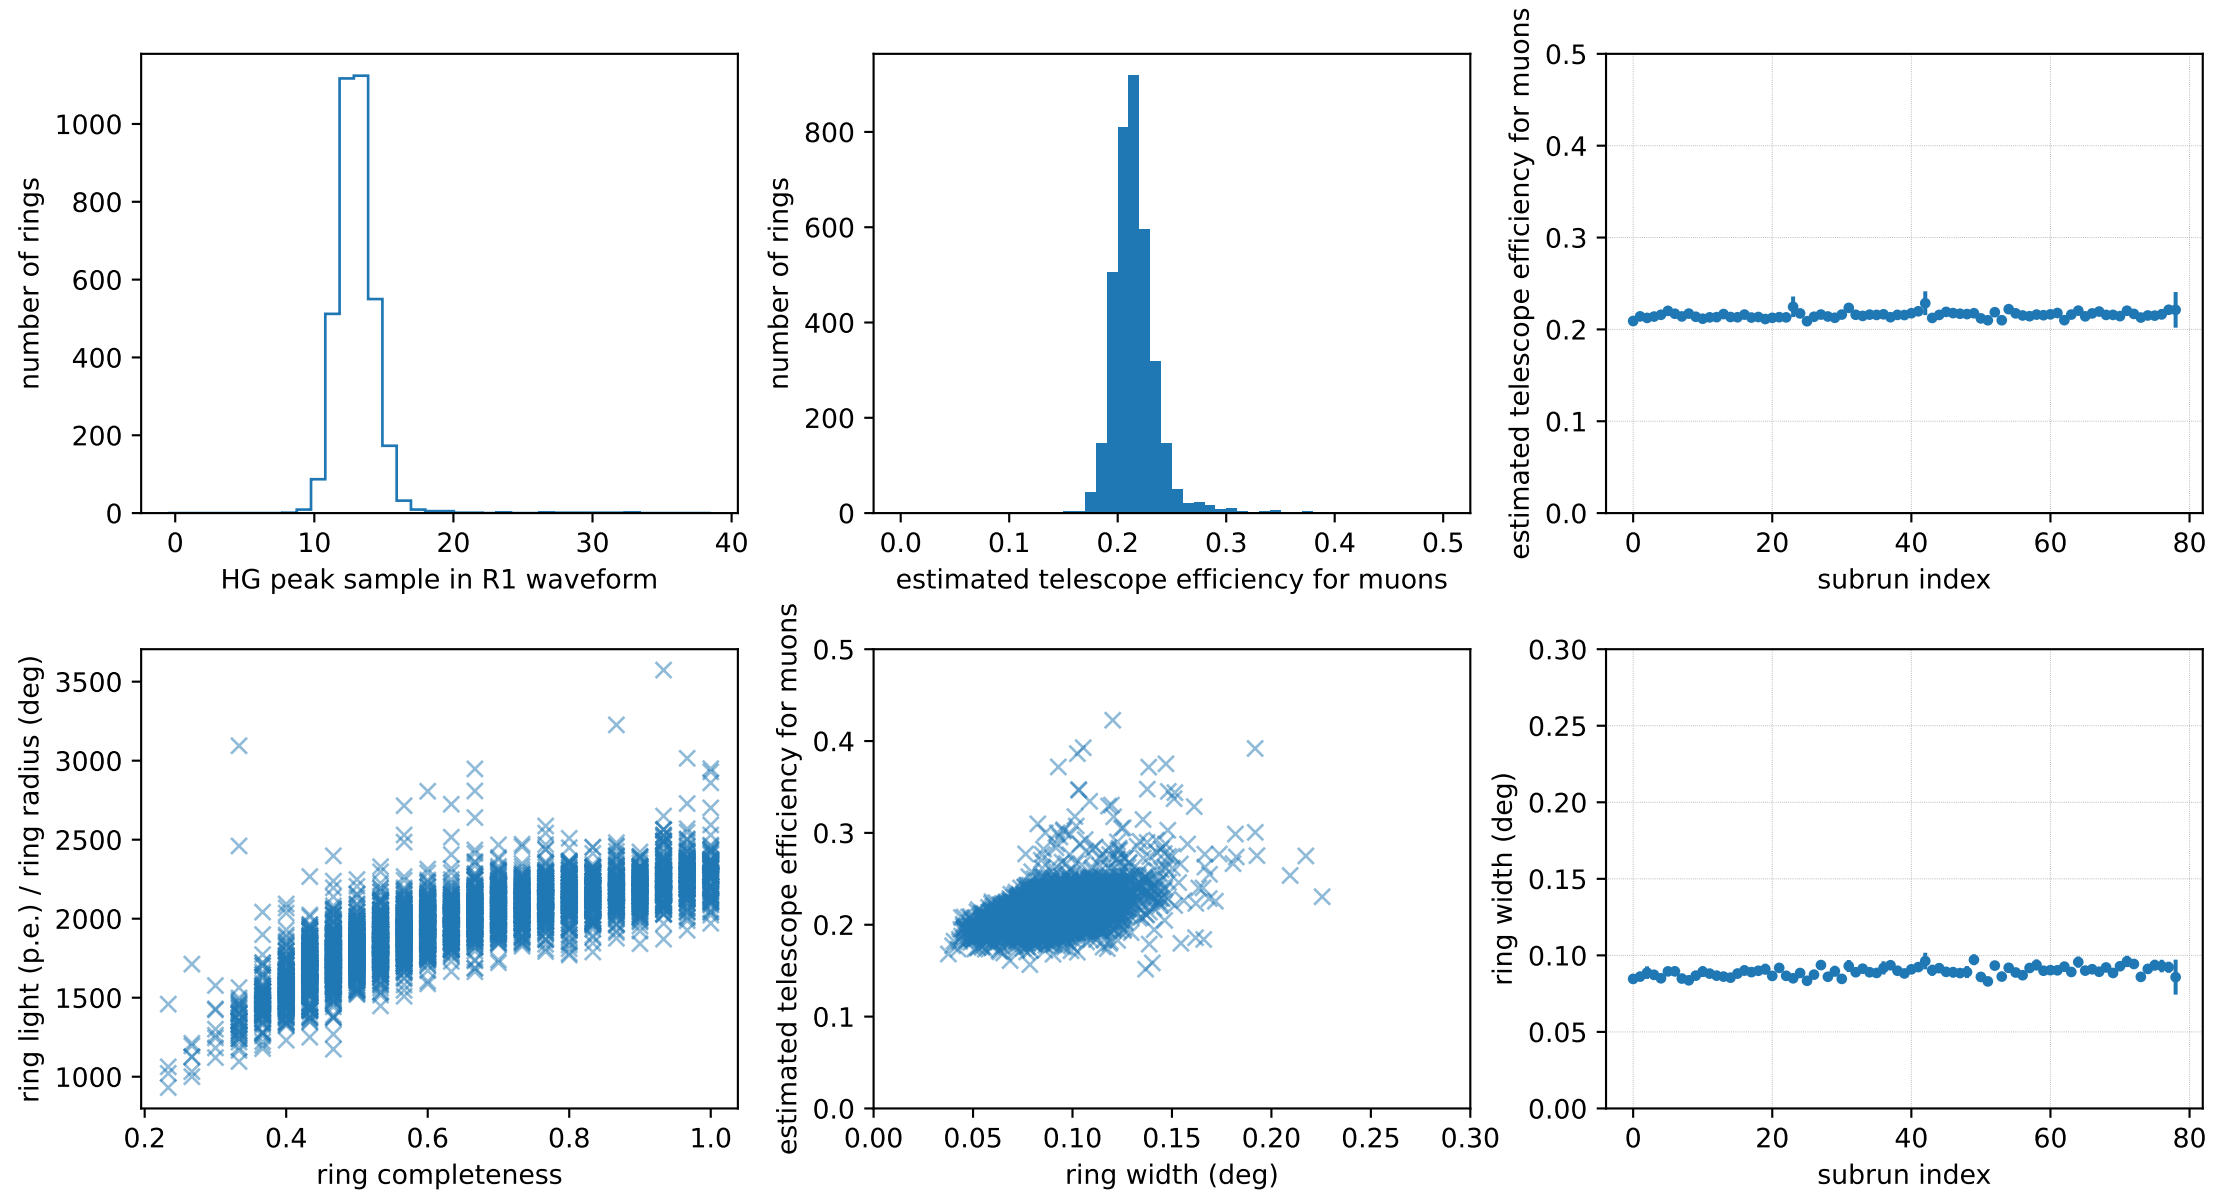 1000
800
600
400
200
0
number of rings
0 10 20 30 40
HG peak sample in R1 waveform
800
600
400
200
0
number of rings
0.0 0.1 0.2 0.3 0.4 0.5
estimated telescope efficiency for muons
0.5
0.4
0.3
0.2
0.1
0.0
estimated telescope efficiency for muons
0 20 40 60 80
subrun index
3500
3000
2500
2000
1500
1000
ring light (p.e.) / ring radius (deg)
0.2 0.4 0.6 0.8 1.0
ring completeness
0.5
0.4
0.3
0.2
0.1
0.0
estimated telescope efficiency for muons
0.00 0.05 0.10 0.15 0.20 0.25 0.30
ring width (deg)
0.30
0.25
0.20
0.15
0.10
0.05
0.00
ring width (deg)
0 20 40 60 80
subrun index